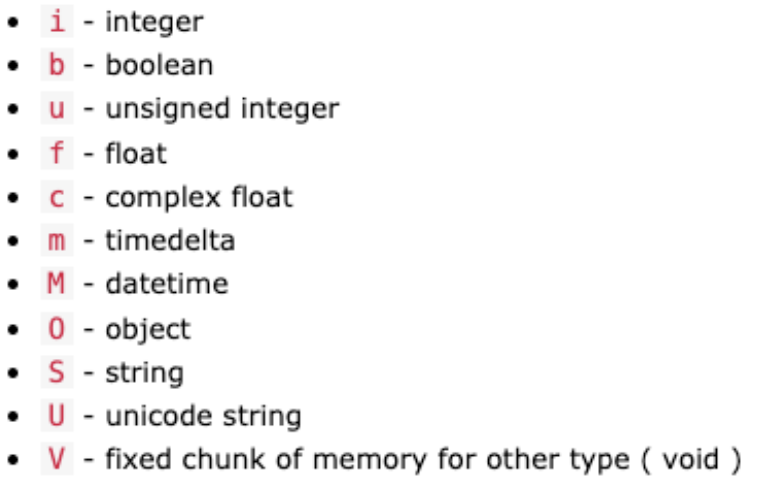 • i - integer
• b - boolean
• u - unsigned integer
• f - float
• c - complex float
• m - timedelta
• M - datetime
• O - object
• S - string
• U - unicode string
• V - fixed chunk of memory for other type ( void )